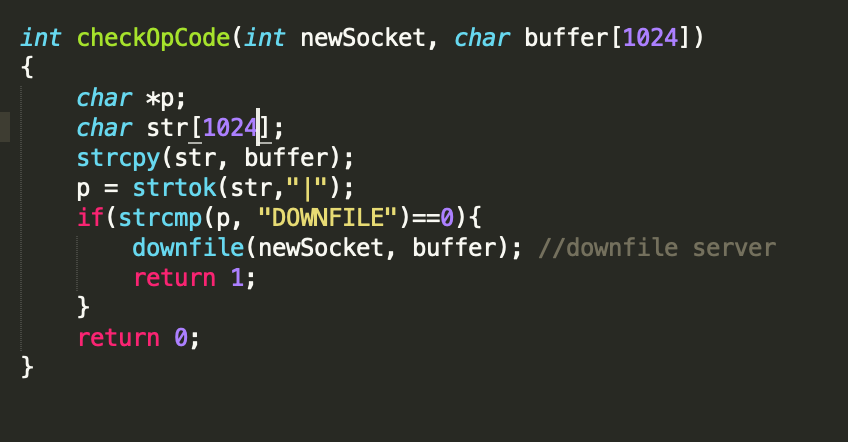 int checkOpCode(int newSocket, char buffer[1024])
{
    char *p;
    char str[1024];
    strcpy(str, buffer);
    p = strtok(str,"|");
    if(strcmp(p, "DOWNFILE")==0){
        downfile(newSocket, buffer); //downfile server
        return 1;
    }
    return 0;
}